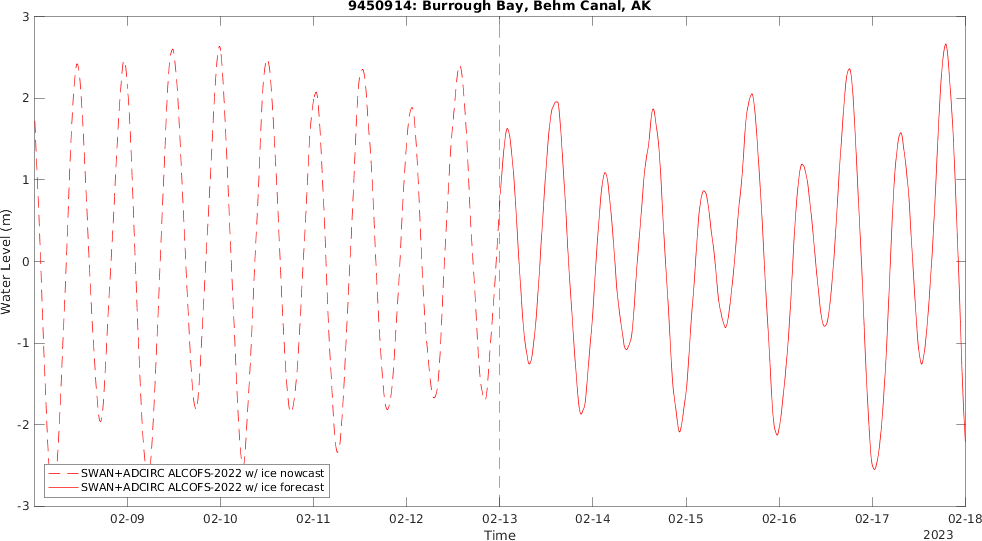 9450914: Burrough Bay, Behm Canal, AK
3
2
1
0
-1
-2
-3
Water Level (m)
SWAN+ADCIRC ALCOFS-2022 w/ ice nowcast
SWAN+ADCIRC ALCOFS-2022 w/ ice forecast
02-09 02-10 02-11 02-12 02-13 02-14 02-15 02-16 02-17 02-18
Time
2023